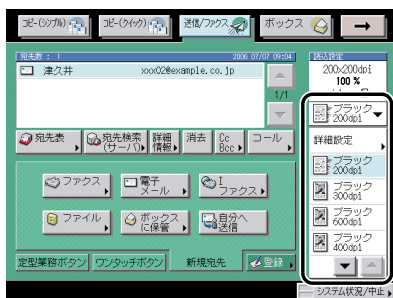 コピー(シンプル)
コピー(クイック)
送信/ファクス
ボックス
宛先数： 1
2006 07/07 09:04
読込設定
津久井
xxx02@example.co.jp
200x200dpi
100 %
1/1
ブラック
200dpi
宛先表
宛先検索
(サーバ)
詳細
情報
消去
Cc
Bcc
コール
詳細設定
ブラック
200dpi
ファクス
電子
メール
I
ファクス
ブラック
300dpi
ファイル
ボックス
に保管
自分へ
送信
ブラック
600dpi
ブラック
400dpi
定型業務ボタン
ワンタッチボタン
新規宛先
登録
システム状況/中止